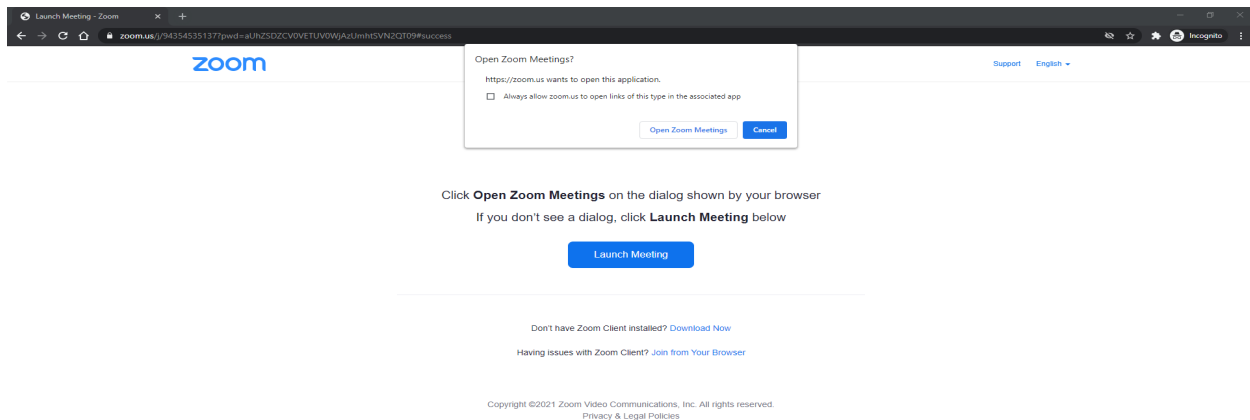 Launch Meeting - Zoom
zoom.us/j/94354535137?pwd=aUhZSDZCV0VETUV0WjAzUmhtSVN2QT09#success
Incognito
zoom
Support English
Open Zoom Meetings?
https://zoom.us wants to open this application.
Always allow zoom.us to open links of this type in the associated app
Open Zoom Meetings Cancel
Click Open Zoom Meetings on the dialog shown by your browser
If you don't see a dialog, click Launch Meeting below
Launch Meeting
Don't have Zoom Client installed? Download Now
Having issues with Zoom Client? Join from Your Browser
Copyright ©2021 Zoom Video Communications, Inc. All rights reserved.
Privacy & Legal Policies